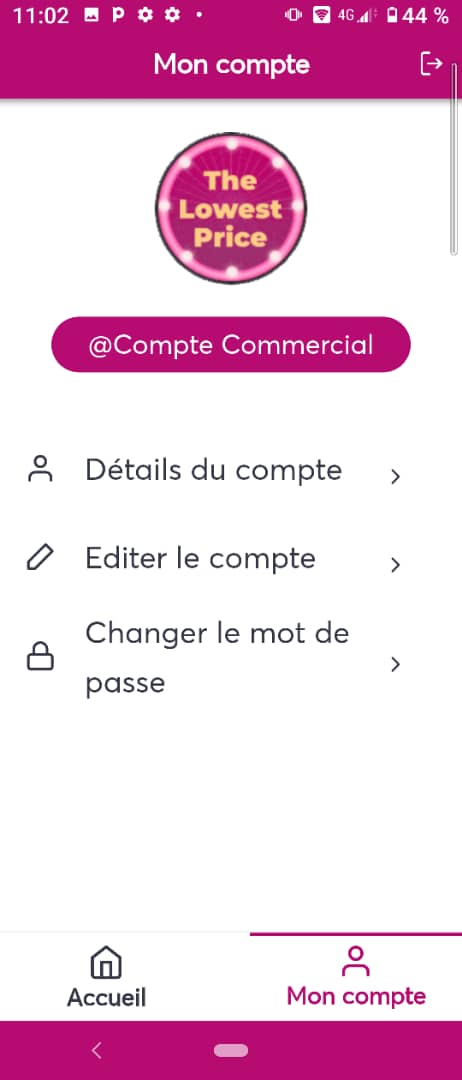 11:02
4G 44 %
Mon compte
The
Lowest
Price
@Compte Commercial
Détails du compte
Editer le compte
Changer le mot de
passe
Accueil
Mon compte